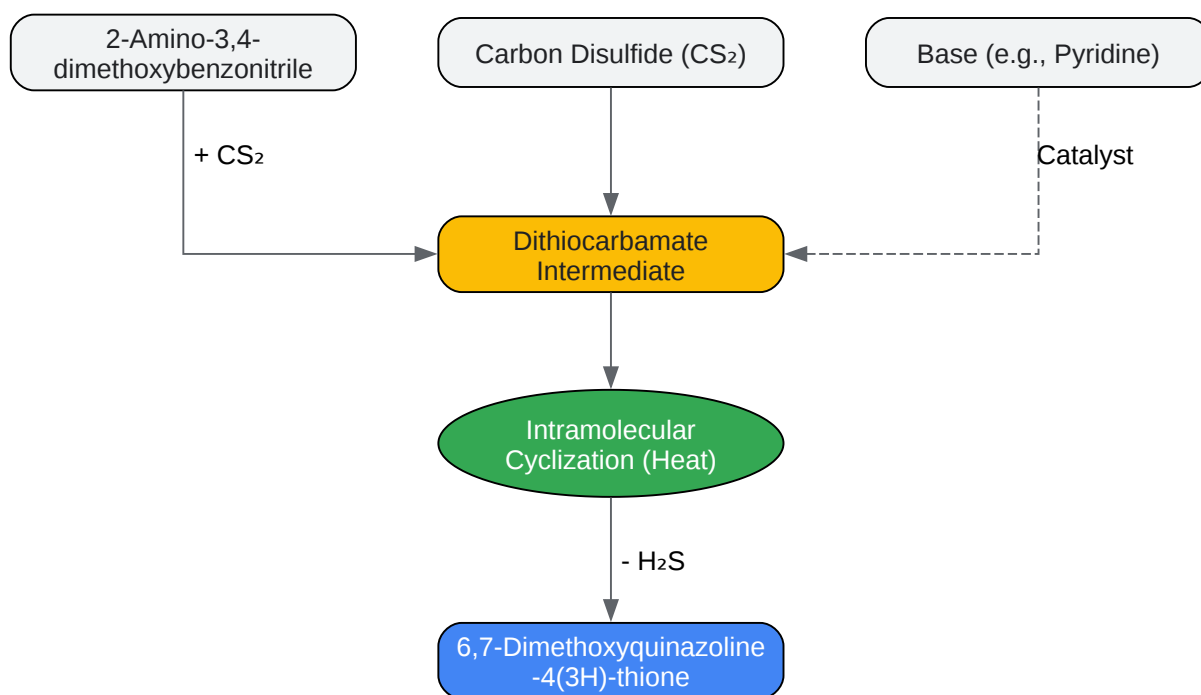 2-Amino-3,4-
dimethoxybenzonitrile
Carbon Disulfide (CS₂)
Base (e.g., Pyridine)
+ CS₂
Catalyst
Dithiocarbamate
Intermediate
Intramolecular
Cyclization (Heat)
- H₂S
6,7-Dimethoxyquinazoline
-4(3H)-thione